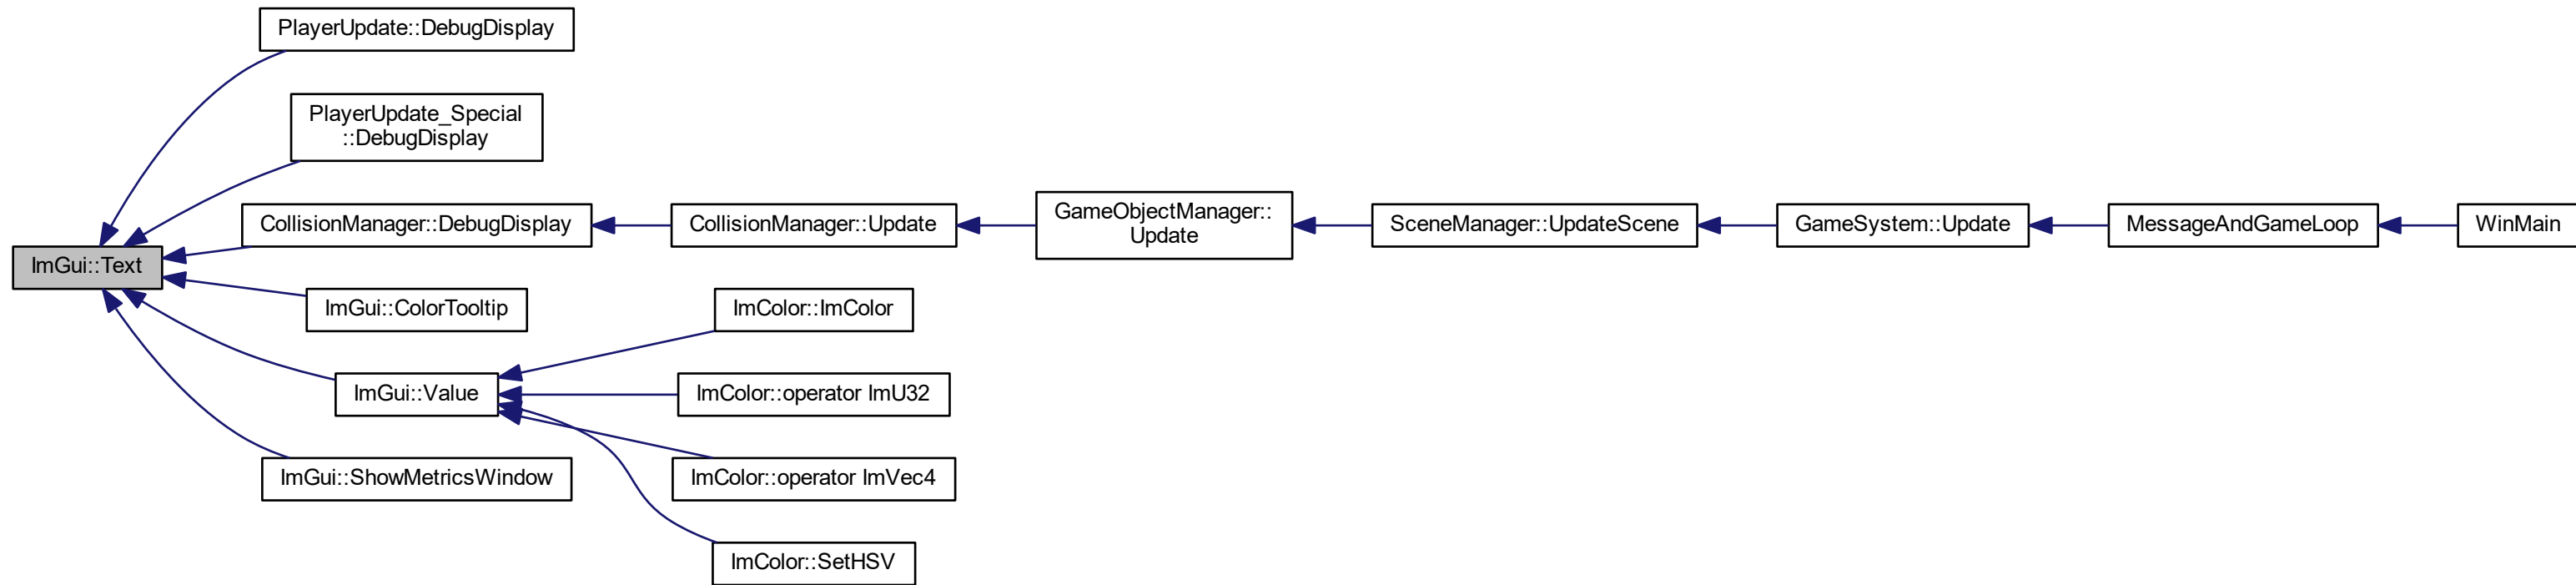 PlayerUpdate::DebugDisplay
PlayerUpdate_Special
::DebugDisplay
CollisionManager::DebugDisplay
CollisionManager::Update
GameObjectManager::
Update
SceneManager::UpdateScene
GameSystem::Update
MessageAndGameLoop
WinMain
ImGui::Text
ImGui::ColorTooltip
ImColor::ImColor
ImGui::Value
ImColor::operator ImU32
ImGui::ShowMetricsWindow
ImColor::operator ImVec4
ImColor::SetHSV